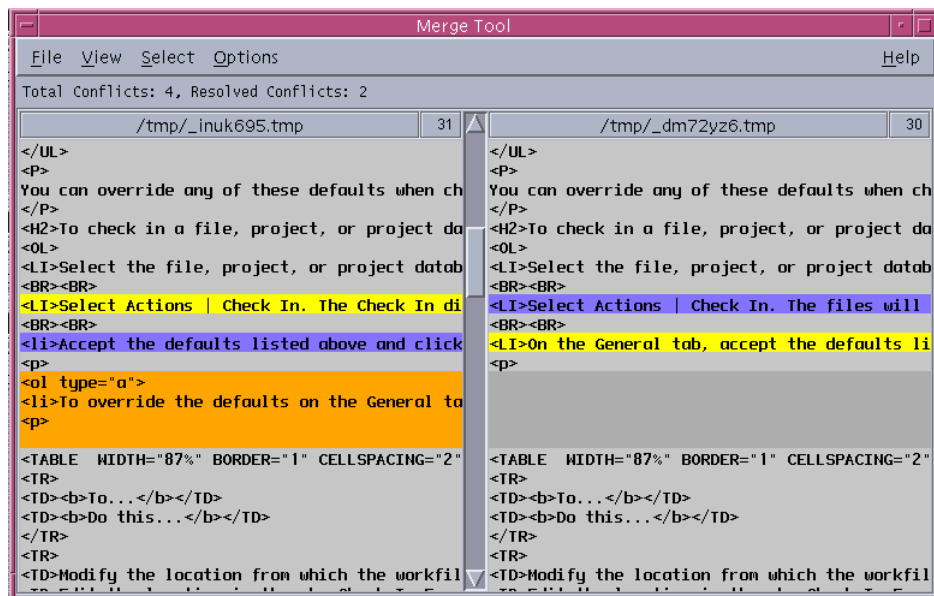 Merge Tool
File View Select Options Help
Total Conflicts: 4, Resolved Conflicts: 2
/tmp/_inuk695.tmp 31
</UL>
<P>
You can override any of these defaults when ch
</P>
<H2>To check in a file, project, or project da
<OL>
<LI>Select the file, project, or project datab
<BR><BR>
<LI>Select Actions | Check In. The Check In di
<BR><BR>
<li>Accept the defaults listed above and click
<p>
<ol type="a">
<li>To override the defaults on the General ta
<p>
<TABLE WIDTH="87%" BORDER="1" CELLSPACING="2"
<TR>
<TD><b>To...</b></TD>
<TD><b>Do this...</b></TD>
</TR>
<TR>
<TD>Modify the location from which the workfil
/tmp/_dm72yz6.tmp 30
</UL>
<P>
You can override any of these defaults when ch
</P>
<H2>To check in a file, project, or project da
<OL>
<LI>Select the file, project, or project datab
<BR><BR>
<LI>Select Actions | Check In. The files will
<BR><BR>
<LI>On the General tab, accept the defaults li
<p>
<TABLE WIDTH="87%" BORDER="1" CELLSPACING="2"
<TR>
<TD><b>To...</b></TD>
<TD><b>Do this...</b></TD>
</TR>
<TR>
<TD>Modify the location from which the workfil